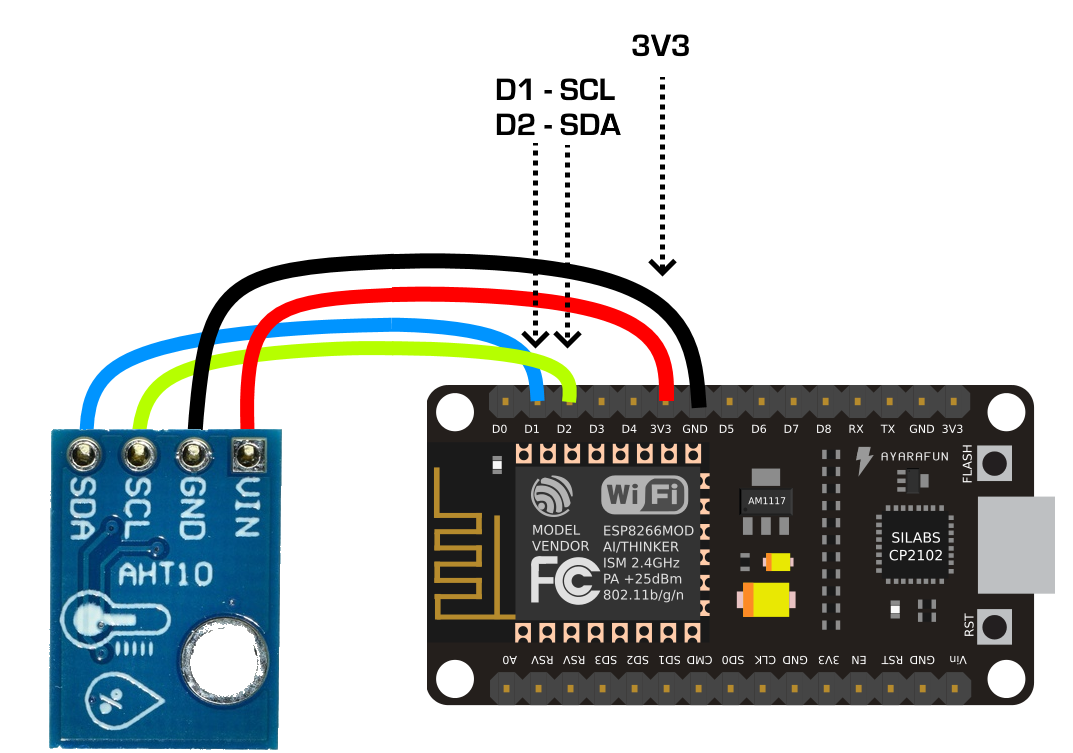 3V3
D1 - SCL
D2 - SDA
D0 D1 D2 D3 D4 3V3 GND D5 D6 D7 D8 RX TX GND 3V3
SDA SCL GND VIN
AHT10
%
WiFi
MODEL
VENDOR
ESP8266MOD
AI/THINKER
ISM 2.4GHz
PA +25dBm
802.11b/g/n
FC
AM1117
AYARAFUN
FLASH
SILABS
CP2102
RST
A0 RSV RSV SD3 SD2 SD1 CMD SD0 CLK GND 3V3 EN RST GND Vin